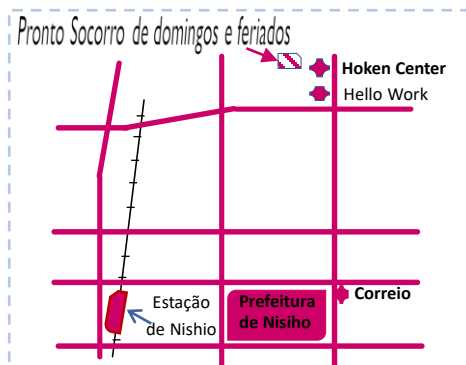 Pronto Socorro de domingos e feriados
Hoken Center
Hello Work
Correio
Estação
de Nishio
Prefeitura
de Nisiho